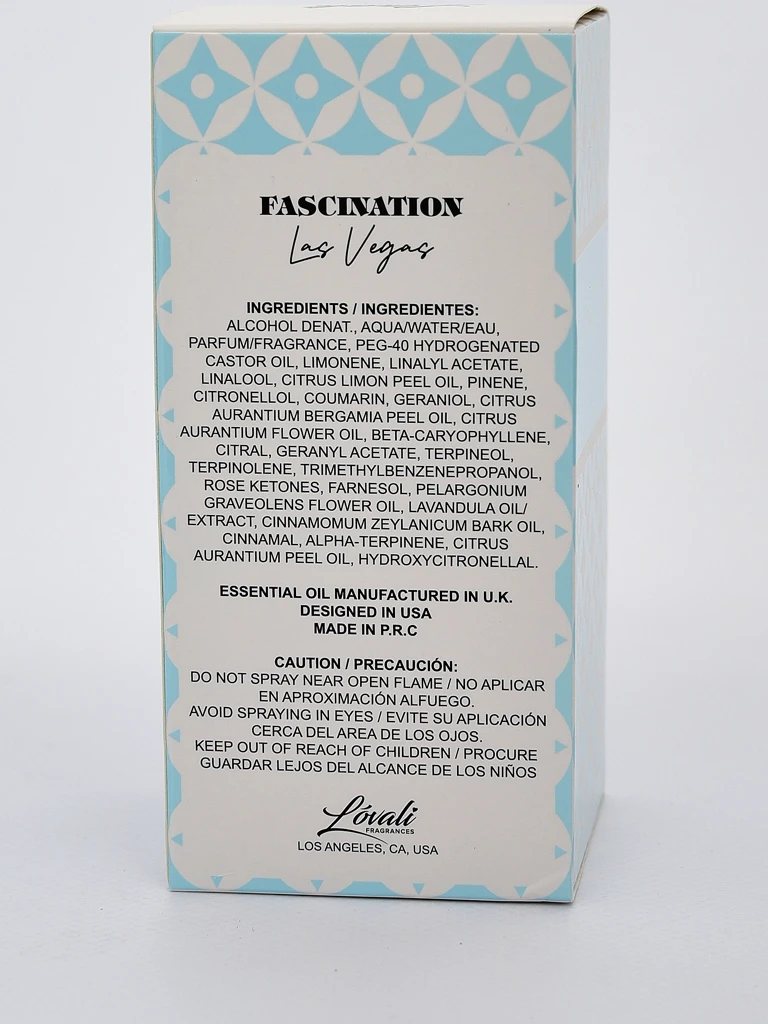 FASCINATION
Las Vegas
INGREDIENTS / INGREDIENTES:
ALCOHOL DENAT., AQUA/WATER/EAU,
PARFUM/FRAGRANCE, PEG-40 HYDROGENATED
CASTOR OIL, LIMONENE, LINALYL ACETATE,
LINALOOL, CITRUS LIMON PEEL OIL, PINENE,
CITRONELLOL, COUMARIN, GERANIOL, CITRUS
AURANTIUM BERGAMIA PEEL OIL, CITRUS
AURANTIUM FLOWER OIL, BETA-CARYOPHYLLENE,
CITRAL, GERANYL ACETATE, TERPINEOL,
TERPINOLENE, TRIMETHYLBENZENEPROPANOL,
ROSE KETONES, FARNESOL, PELARGONIUM
GRAVEOLENS FLOWER OIL, LAVANDULA OIL/
EXTRACT, CINNAMOMUM ZEYLANICUM BARK OIL,
CINNAMAL, ALPHA-TERPINENE, CITRUS
AURANTIUM PEEL OIL, HYDROXYCITRONELLAL.
ESSENTIAL OIL MANUFACTURED IN U.K.
DESIGNED IN USA
MADE IN P.R.C
CAUTION / PRECAUCIÓN:
DO NOT SPRAY NEAR OPEN FLAME / NO APLICAR
EN APROXIMACIÓN ALFUEGO.
AVOID SPRAYING IN EYES / EVITE SU APLICACIÓN
CERCA DEL AREA DE LOS OJOS.
KEEP OUT OF REACH OF CHILDREN / PROCURE
GUARDAR LEJOS DEL ALCANCE DE LOS NIÑOS
Lóvali
FRAGRANCES
LOS ANGELES, CA, USA